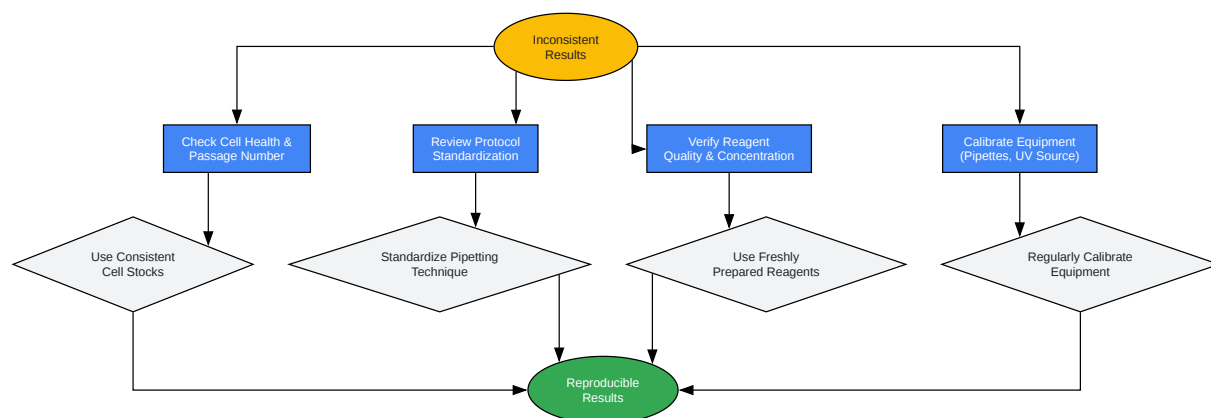 Inconsistent
Results
Check Cell Health &
Passage Number
Review Protocol
Standardization
Verify Reagent
Quality & Concentration
Calibrate Equipment
(Pipettes, UV Source)
Use Consistent
Cell Stocks
Standardize Pipetting
Technique
Use Freshly
Prepared Reagents
Regularly Calibrate
Equipment
Reproducible
Results